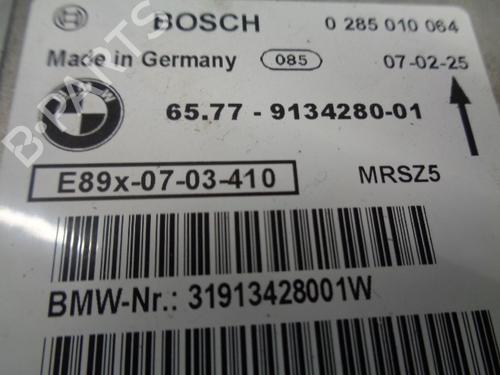 BOSCH 0 285 010 064
Made in Germany 085 07-02-25
BMW 65.77 - 9134280-01
E89x-07-03-410 MRSZ5
BMW-Nr.: 31913428001W
B-PARTS